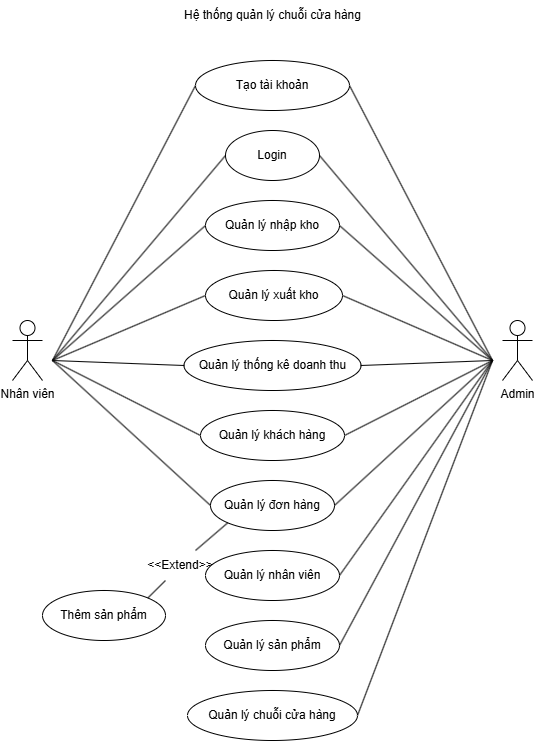 Hệ thống quản lý chuỗi cửa hàng
Tạo tài khoản
Login
Quản lý nhập kho
Quản lý xuất kho
Quản lý thống kê doanh thu
Nhân viên
Admin
Quản lý khách hàng
Quản lý đơn hàng
<<Extend>>
Quản lý nhân viên
Thêm sản phẩm
Quản lý sản phẩm
Quản lý chuỗi cửa hàng